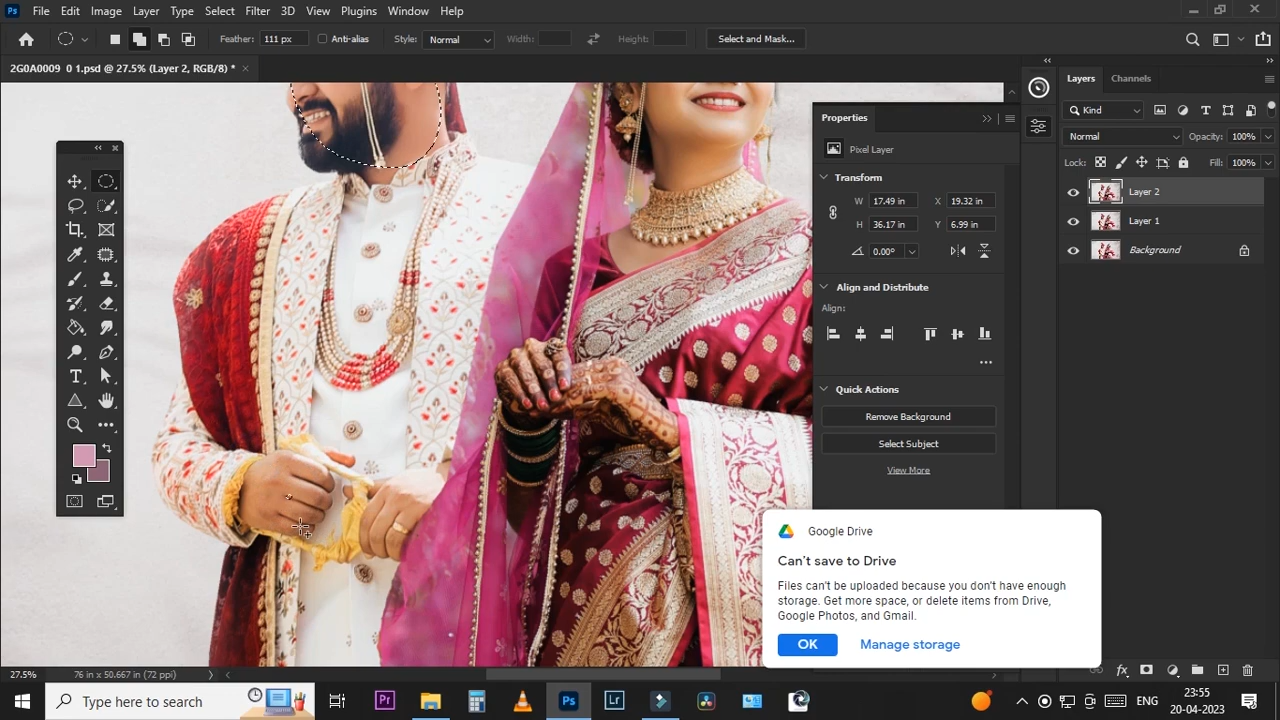 Ps File Edit Image Layer Type Select Filter 3D View Plugins Window Help
Feather: 111 px Anti-alias Style: Normal Width: Height: Select and Mask...
2G0A0009 0 1.psd @ 27.5% (Layer 2, RGB/8) *
Layers Channels
Kind
Normal Opacity: 100%
Lock: Fill: 100%
Layer 2
Layer 1
Background
Properties
Pixel Layer
Transform
W 17.49 in X 19.32 in
H 36.17 in Y 6.99 in
0.00°
Align and Distribute
Align:
Quick Actions
Remove Background
Select Subject
View More
Google Drive
Can't save to Drive
Files can't be uploaded because you don't have enough
storage. Get more space, or delete items from Drive,
Google Photos, and Gmail.
OK Manage storage
27.5% 76 in x 50.667 in (72 ppi)
Type here to search
Pr Ps Lr
ENG
23:55
20-04-2023